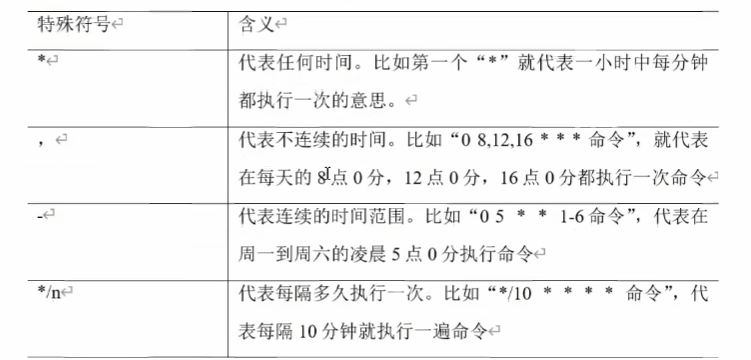 特殊符号 含义
* 代表任何时间。比如第一个“*”就代表一小时中每分钟
都执行一次的意思。
， 代表不连续的时间。比如“0 8,12,16 * * * 命令”，就代表
在每天的 8 点 0 分，12 点 0 分，16 点 0 分都执行一次命令
- 代表连续的时间范围。比如“0 5 * * 1-6 命令”，代表在
周一到周六的凌晨 5 点 0 分执行命令
*/n 代表每隔多久执行一次。比如“*/10 * * * * 命令”，代
表每隔 10 分钟就执行一遍命令